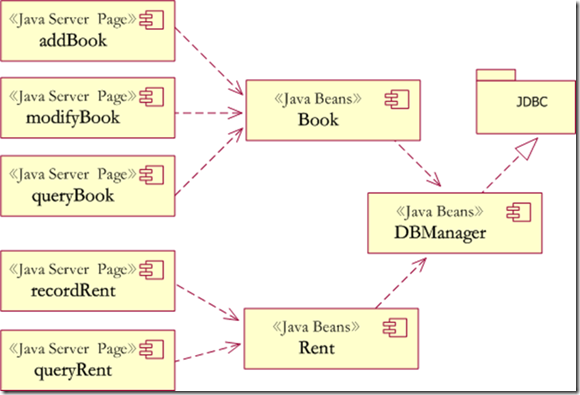 《Java Server Page》
addBook
《Java Server Page》
modifyBook
《Java Server Page》
queryBook
《Java Server Page》
recordRent
《Java Server Page》
queryRent
《Java Beans》
Book
《Java Beans》
Rent
《Java Beans》
DBManager
JDBC